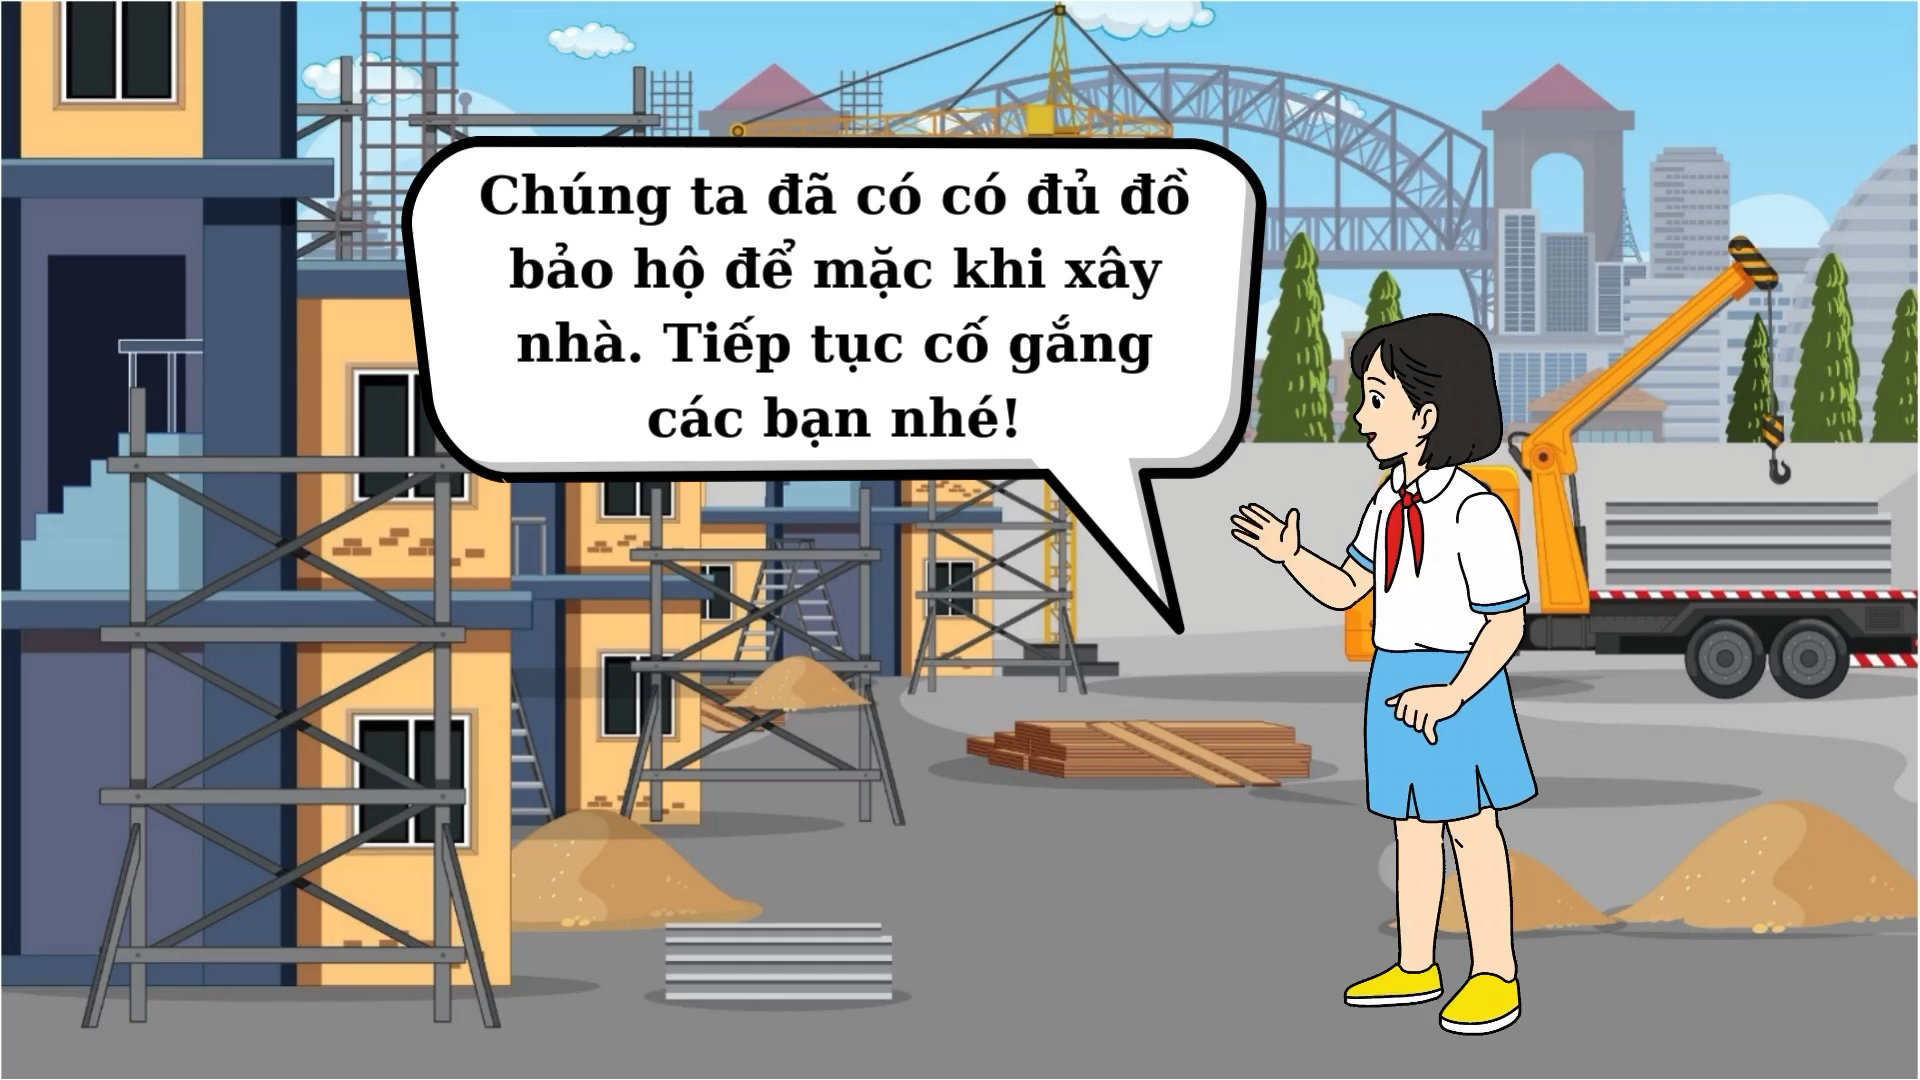 Chúng ta đã có có đủ đồ
bảo hộ để mặc khi xây
nhà. Tiếp tục cố gắng
các bạn nhé!